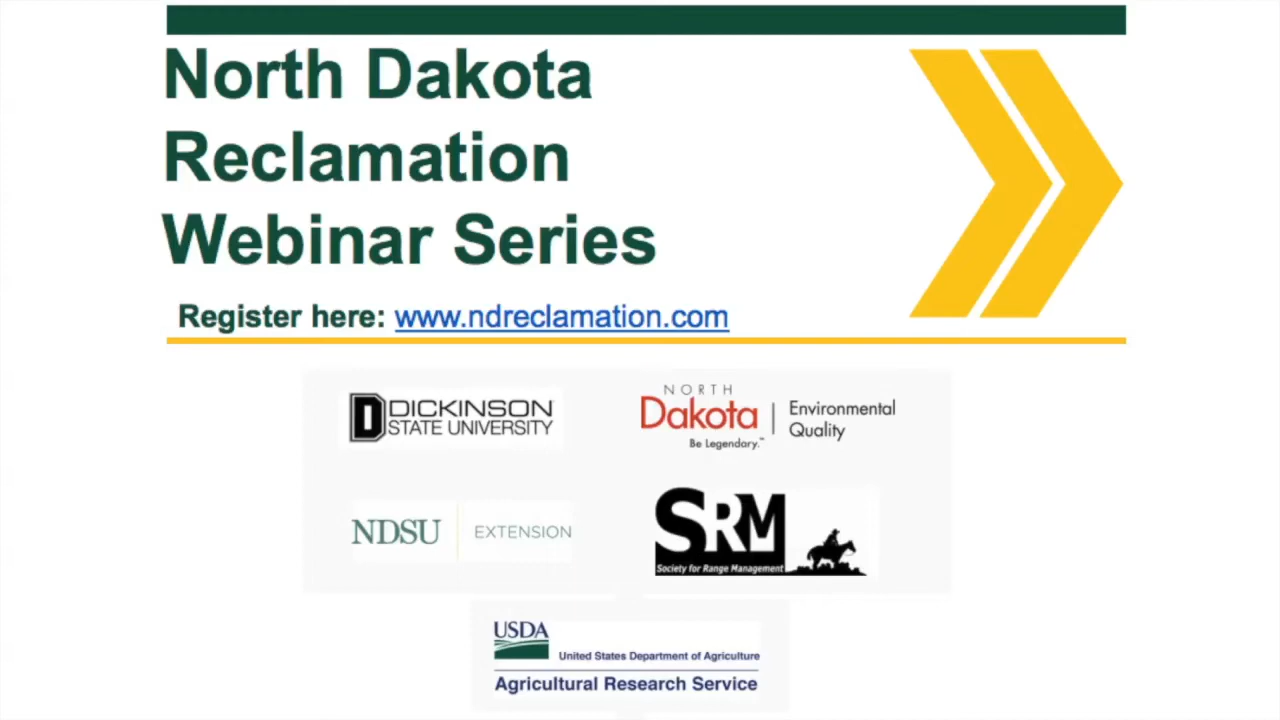 North Dakota
Reclamation
Webinar Series
Register here: www.ndreclamation.com
D DICKINSON
STATE UNIVERSITY
NORTH
Dakota
Be Legendary.™
Environmental
Quality
NDSU EXTENSION
SRM
Society for Range Management
USDA
United States Department of Agriculture
Agricultural Research Service